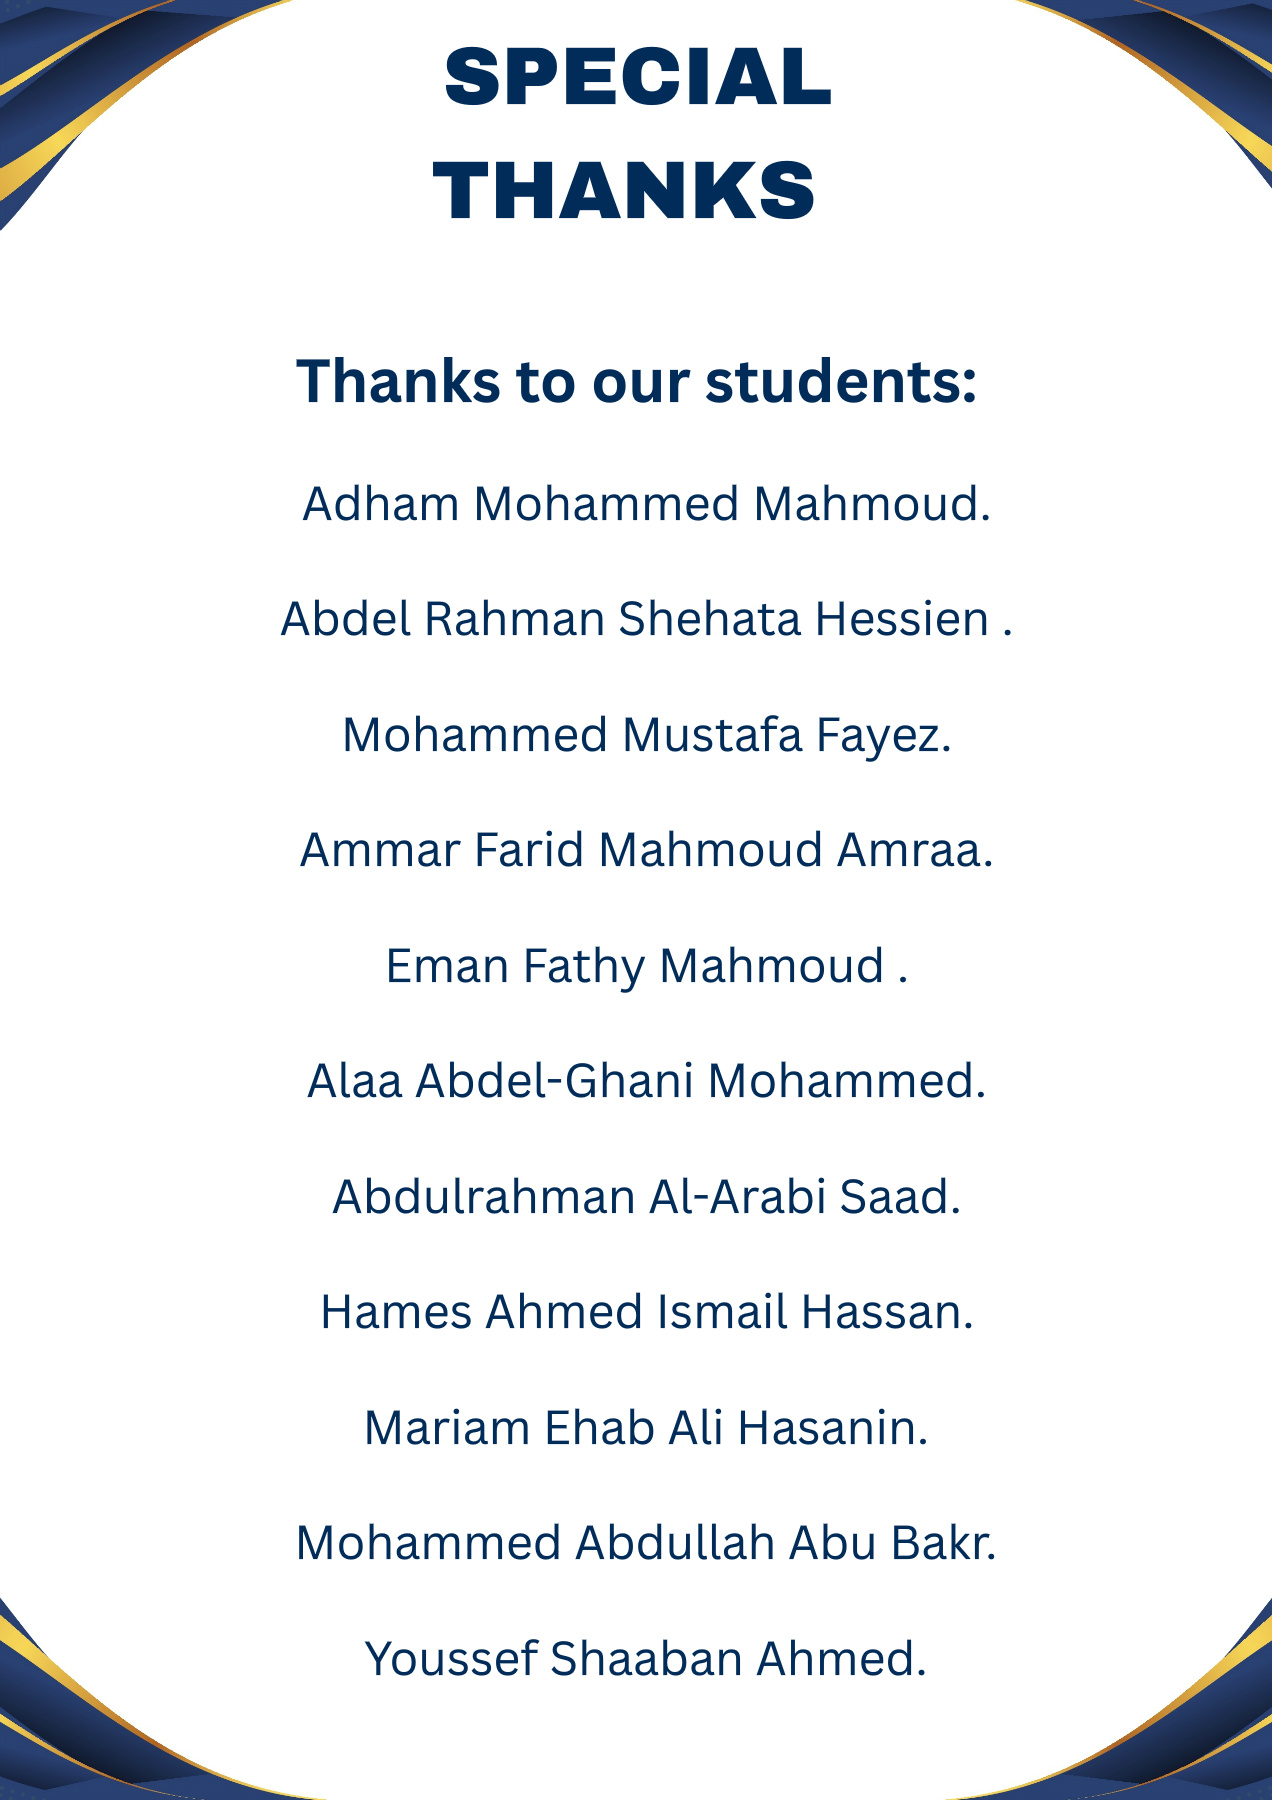 SPECIAL
THANKS
Thanks to our students:
Adham Mohammed Mahmoud.
Abdel Rahman Shehata Hessien .
Mohammed Mustafa Fayez.
Ammar Farid Mahmoud Amraa.
Eman Fathy Mahmoud .
Alaa Abdel-Ghani Mohammed.
Abdulrahman Al-Arabi Saad.
Hames Ahmed Ismail Hassan.
Mariam Ehab Ali Hasanin.
Mohammed Abdullah Abu Bakr.
Youssef Shaaban Ahmed.